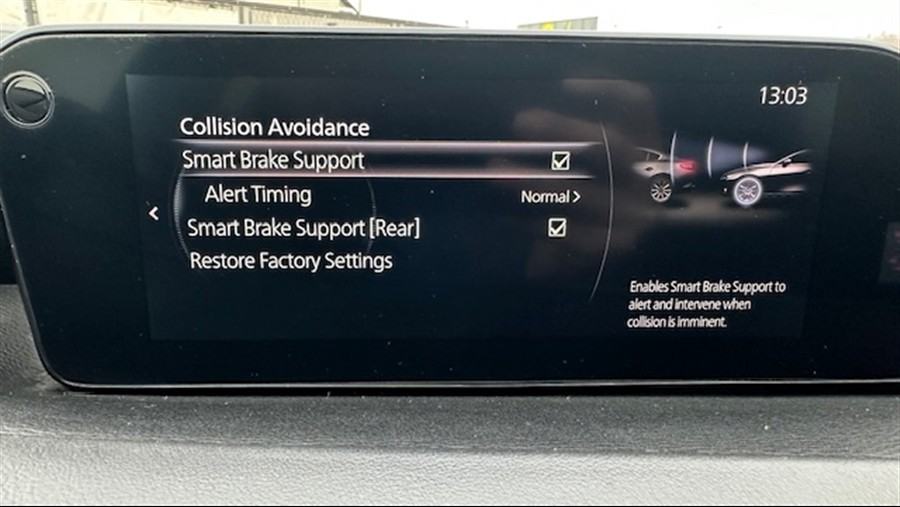 13:03
Collision Avoidance
Smart Brake Support
Alert Timing Normal >
Smart Brake Support [Rear]
Restore Factory Settings
Enables Smart Brake Support to
alert and intervene when
collision is imminent.